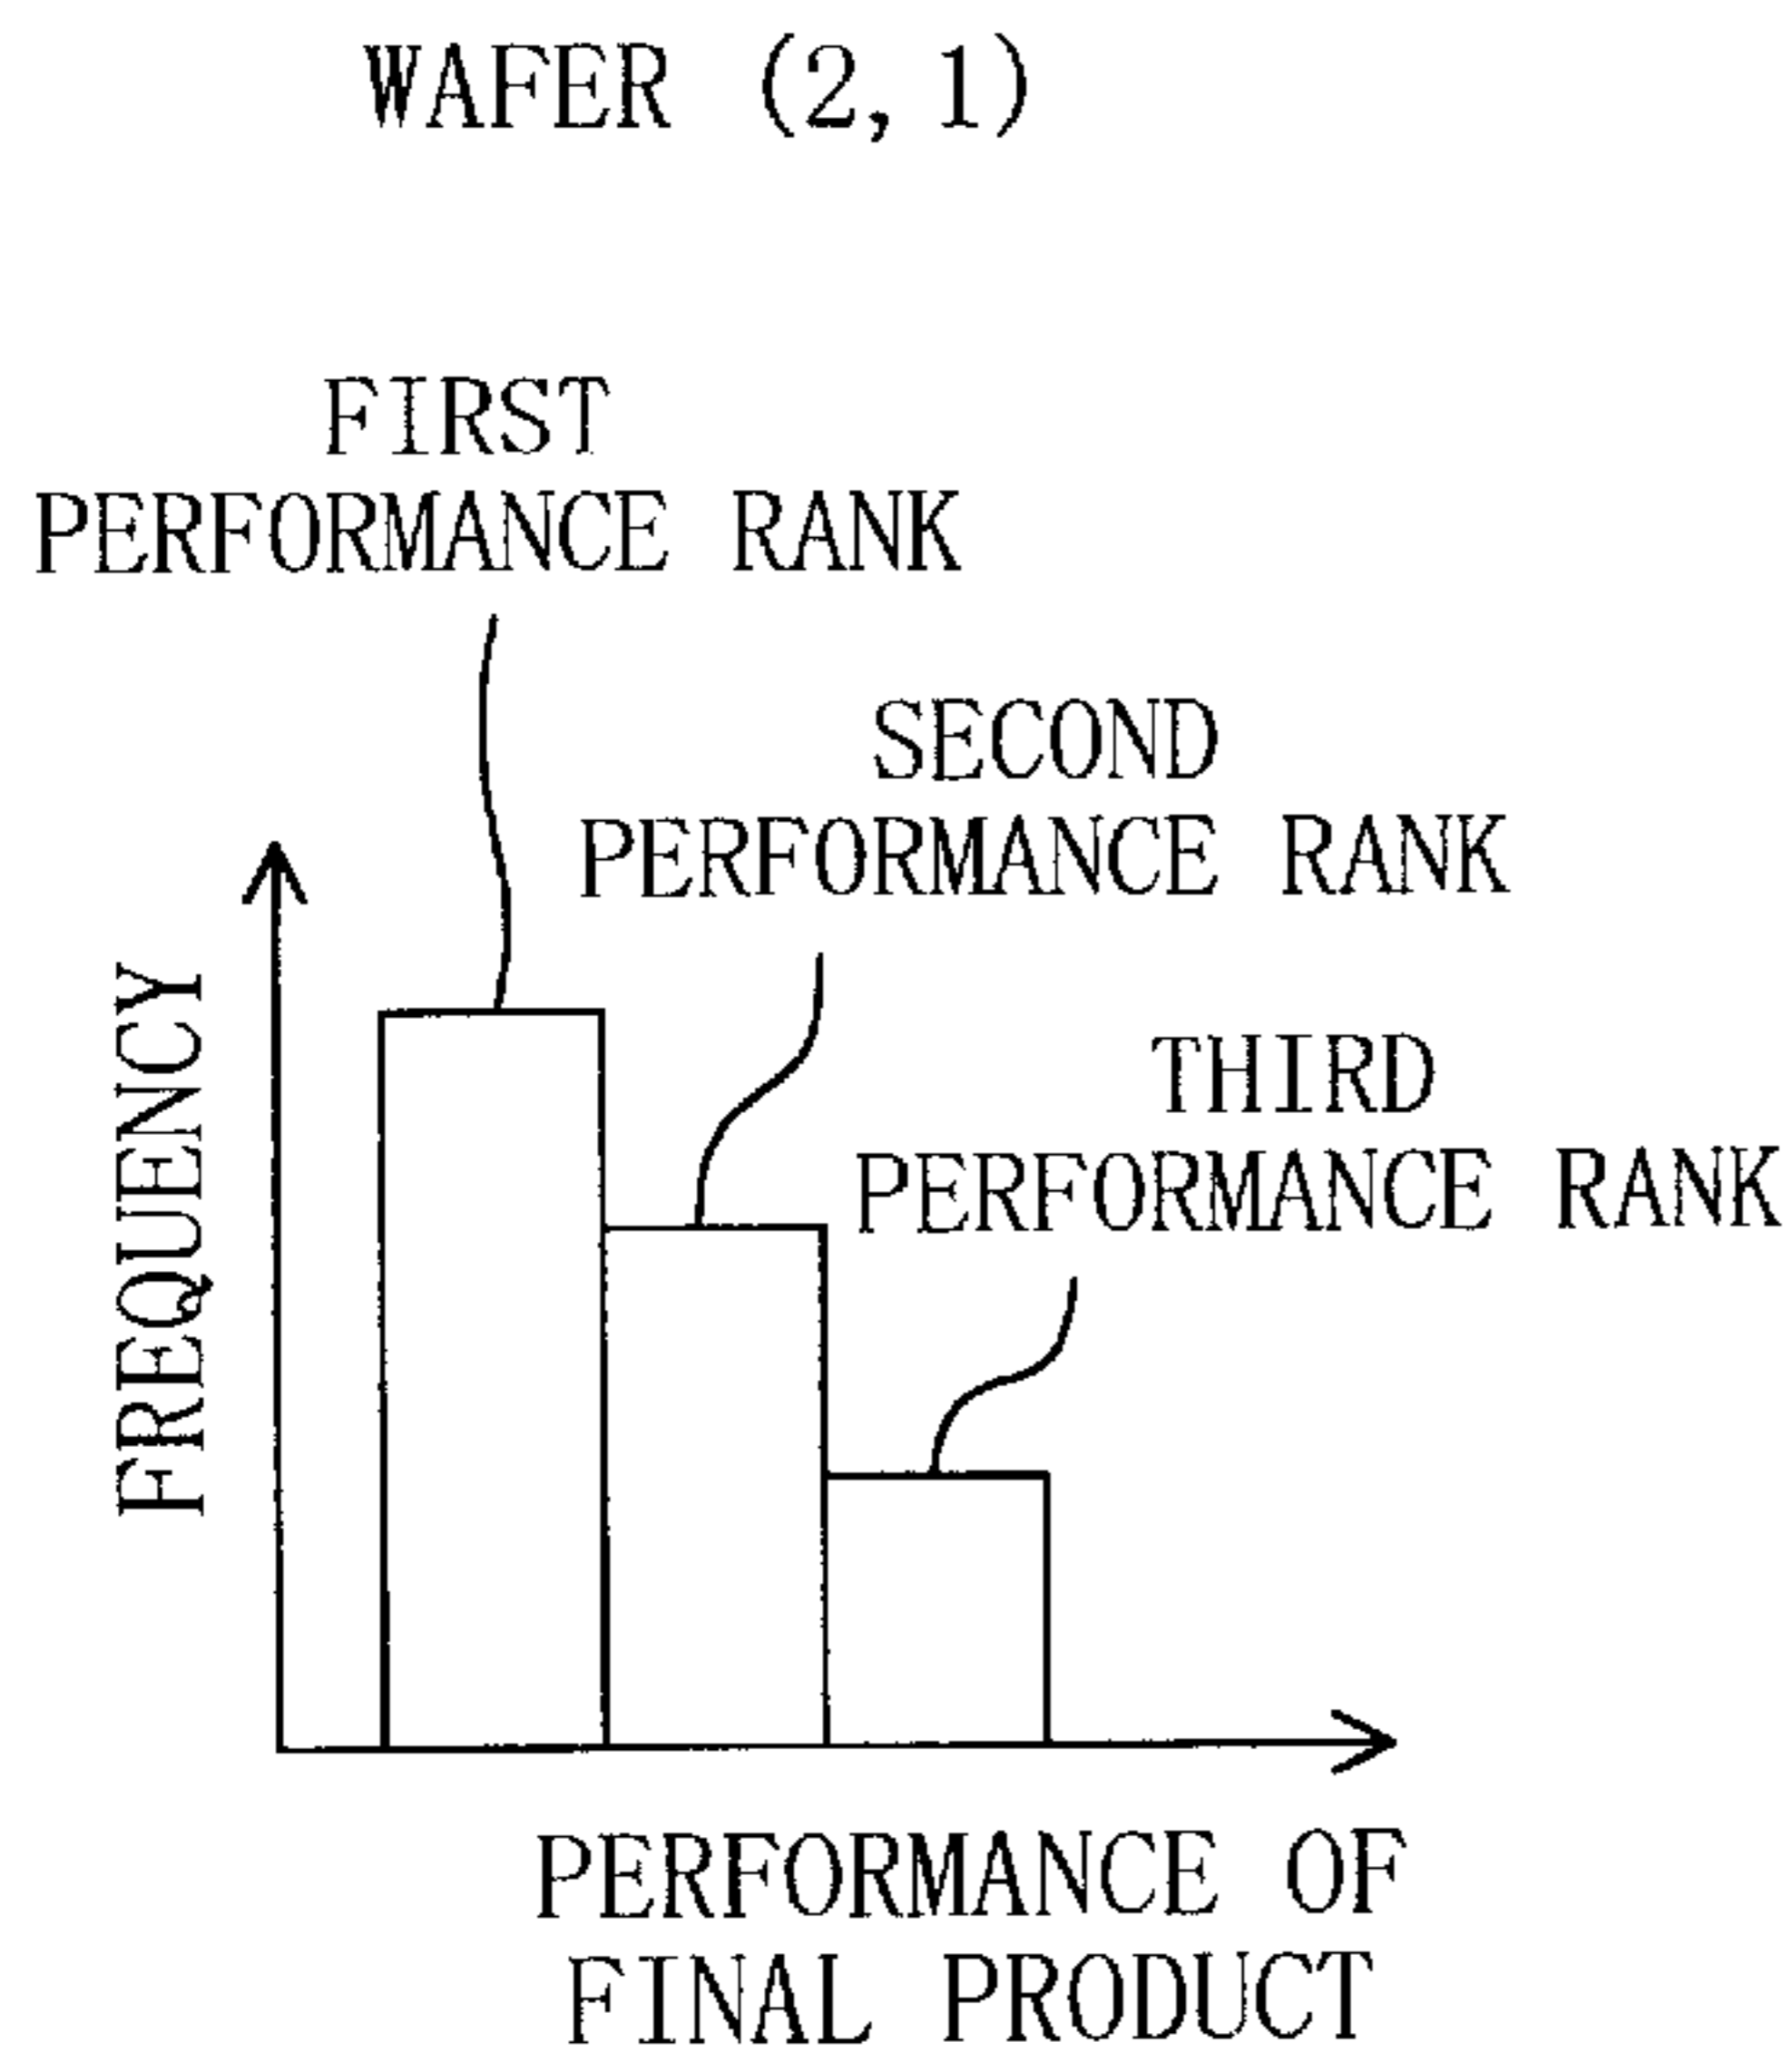 WAFER (2, 1)
FIRST
PERFORMANCE RANK
SECOND
PERFORMANCE RANK
THIRD
PERFORMANCE RANK
FREQUENCY
PERFORMANCE OF
FINAL PRODUCT